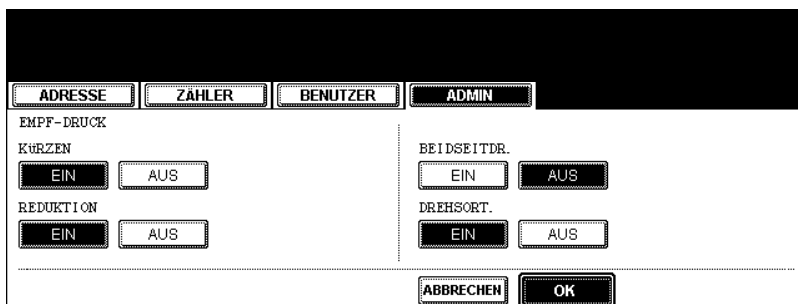 ADRESSE ZÄHLER BENUTZER ADMIN
EMPF-DRUCK
KüRZEN BEIDSEITDR.
EIN AUS EIN AUS
REDUKTION DREHSORT.
EIN AUS EIN AUS
ABBRECHEN OK